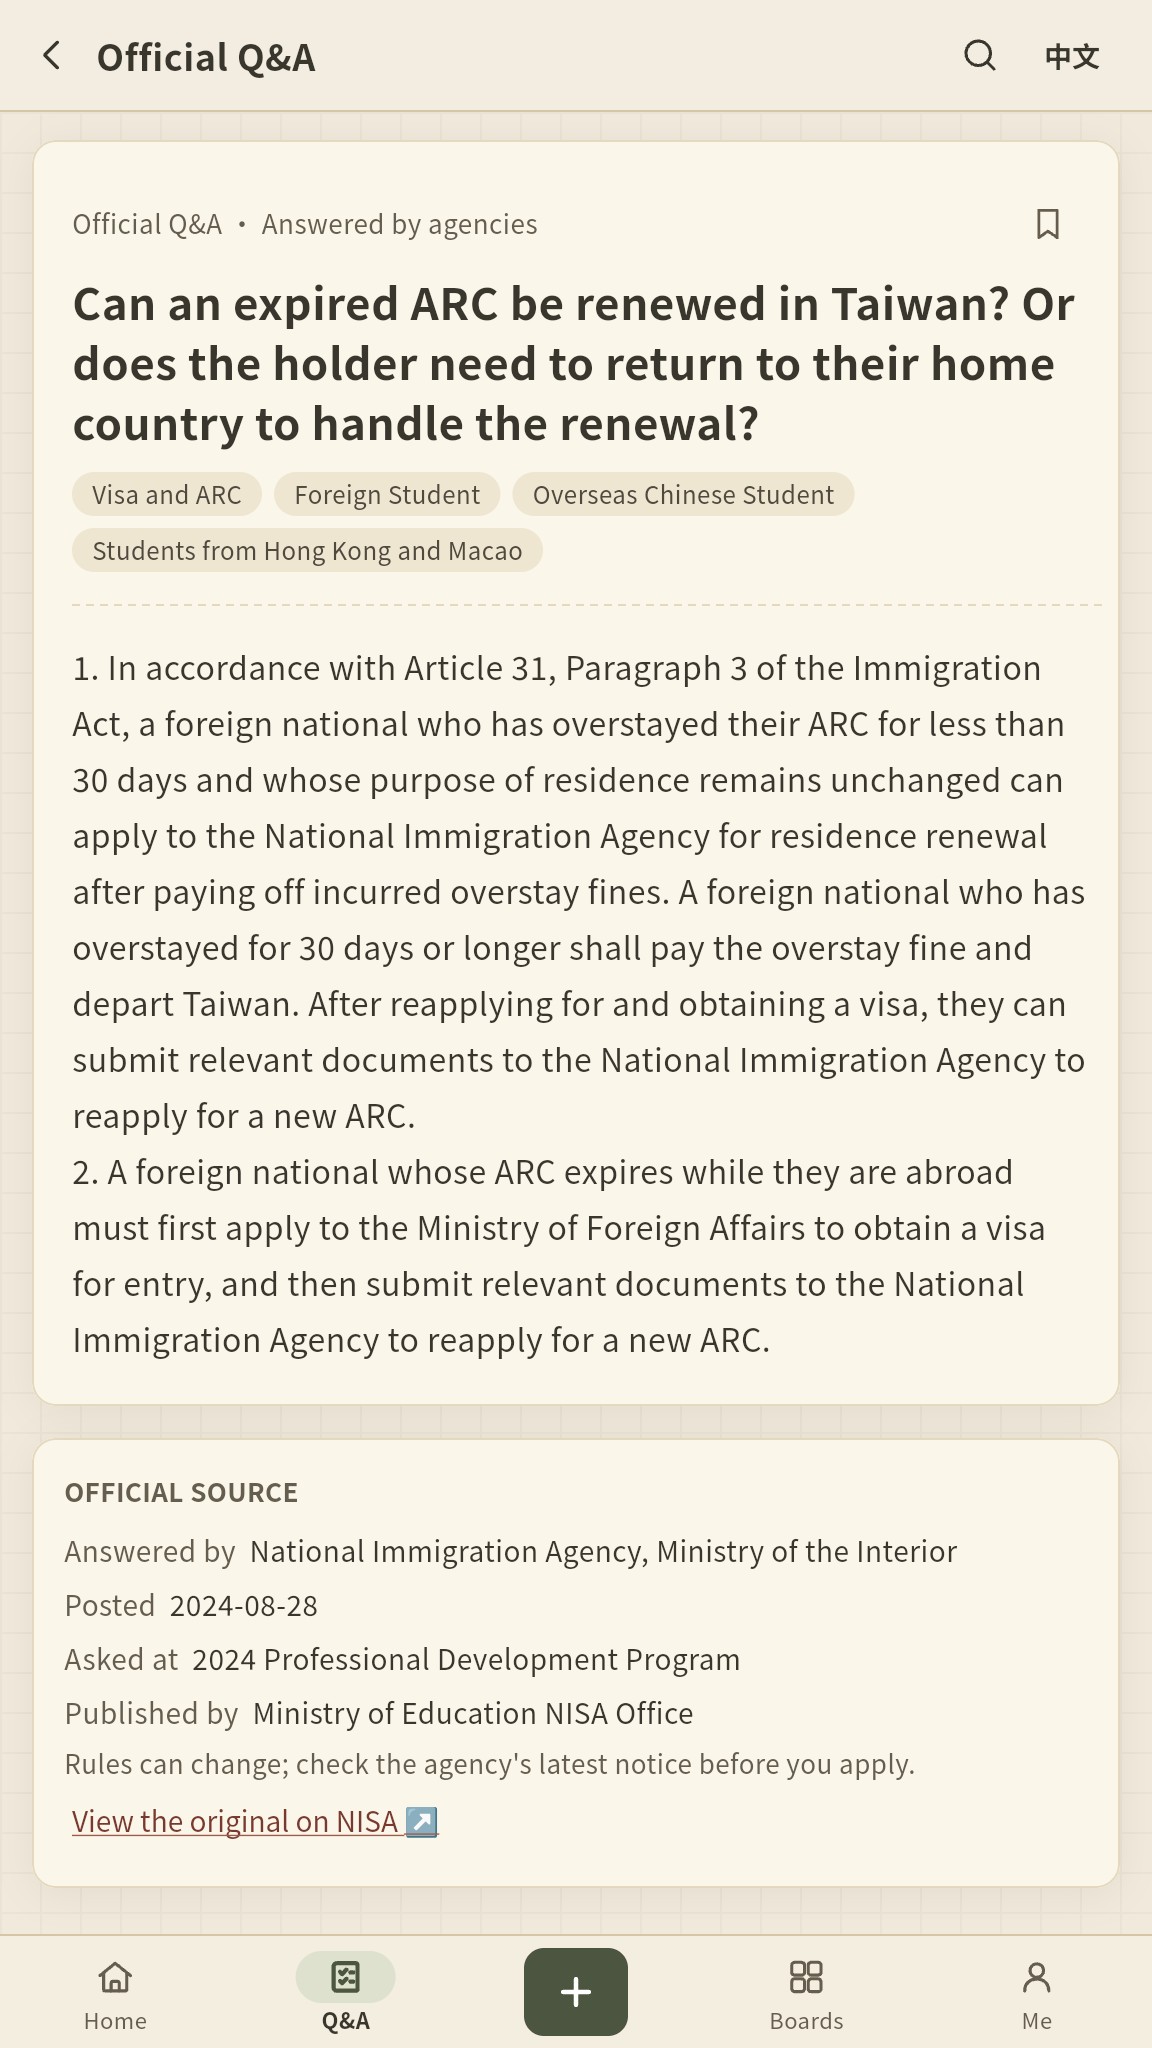 Official Q&A
中文
Official Q&A • Answered by agencies
Can an expired ARC be renewed in Taiwan? Or
does the holder need to return to their home
country to handle the renewal?
Visa and ARC
Foreign Student
Overseas Chinese Student
Students from Hong Kong and Macao
1. In accordance with Article 31, Paragraph 3 of the Immigration
Act, a foreign national who has overstayed their ARC for less than
30 days and whose purpose of residence remains unchanged can
apply to the National Immigration Agency for residence renewal
after paying off incurred overstay fines. A foreign national who has
overstayed for 30 days or longer shall pay the overstay fine and
depart Taiwan. After reapplying for and obtaining a visa, they can
submit relevant documents to the National Immigration Agency to
reapply for a new ARC.
2. A foreign national whose ARC expires while they are abroad
must first apply to the Ministry of Foreign Affairs to obtain a visa
for entry, and then submit relevant documents to the National
Immigration Agency to reapply for a new ARC.
OFFICIAL SOURCE
Answered by National Immigration Agency, Ministry of the Interior
Posted 2024-08-28
Asked at 2024 Professional Development Program
Published by Ministry of Education NISA Office
Rules can change; check the agency's latest notice before you apply.
View the original on NISA ↗
Home
Q&A
Boards
Me